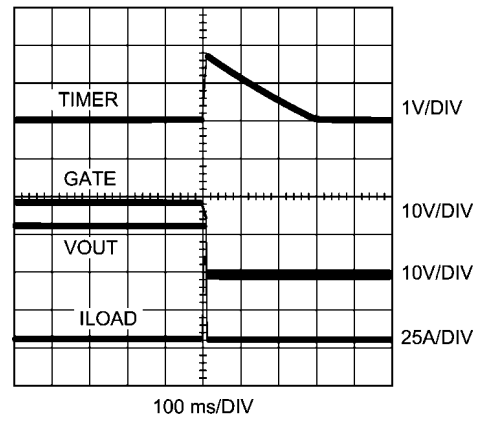 TIMER
1V/DIV
GATE
10V/DIV
VOUT
10V/DIV
ILOAD
25A/DIV
100 ms/DIV